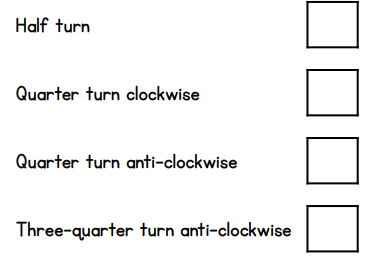 Half turn
Quarter turn clockwise
Quarter turn anti-clockwise
Three-quarter turn anti-clockwise